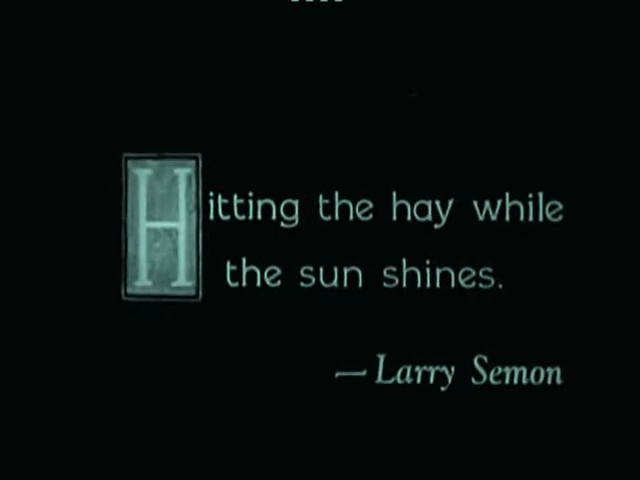 Hitting the hay while
the sun shines.
— Larry Semon